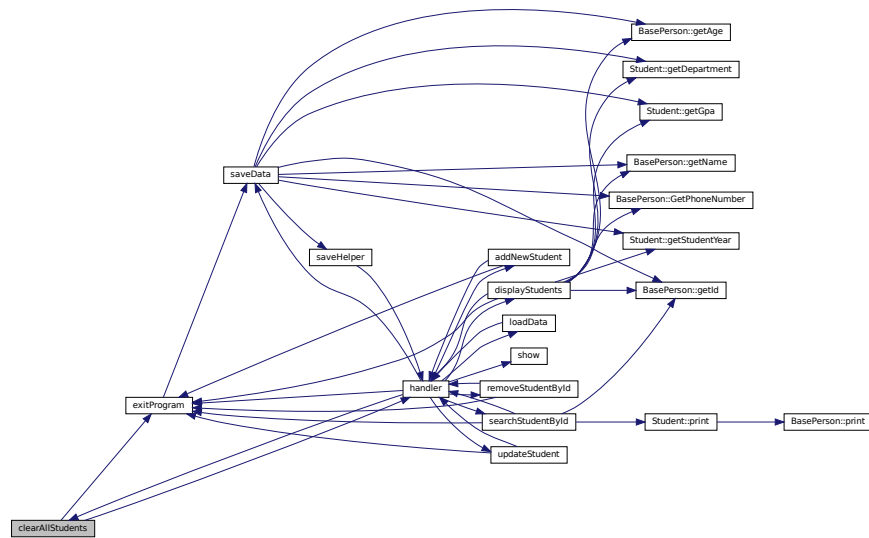 BasePerson::getAge
Student::getDepartment
Student::getGpa
BasePerson::getName
saveData
BasePerson::GetPhoneNumber
Student::getStudentYear
saveHelper
addNewStudent
displayStudents
BasePerson::getId
loadData
show
handler
removeStudentById
exitProgram
searchStudentById
Student::print
BasePerson::print
updateStudent
clearAllStudents